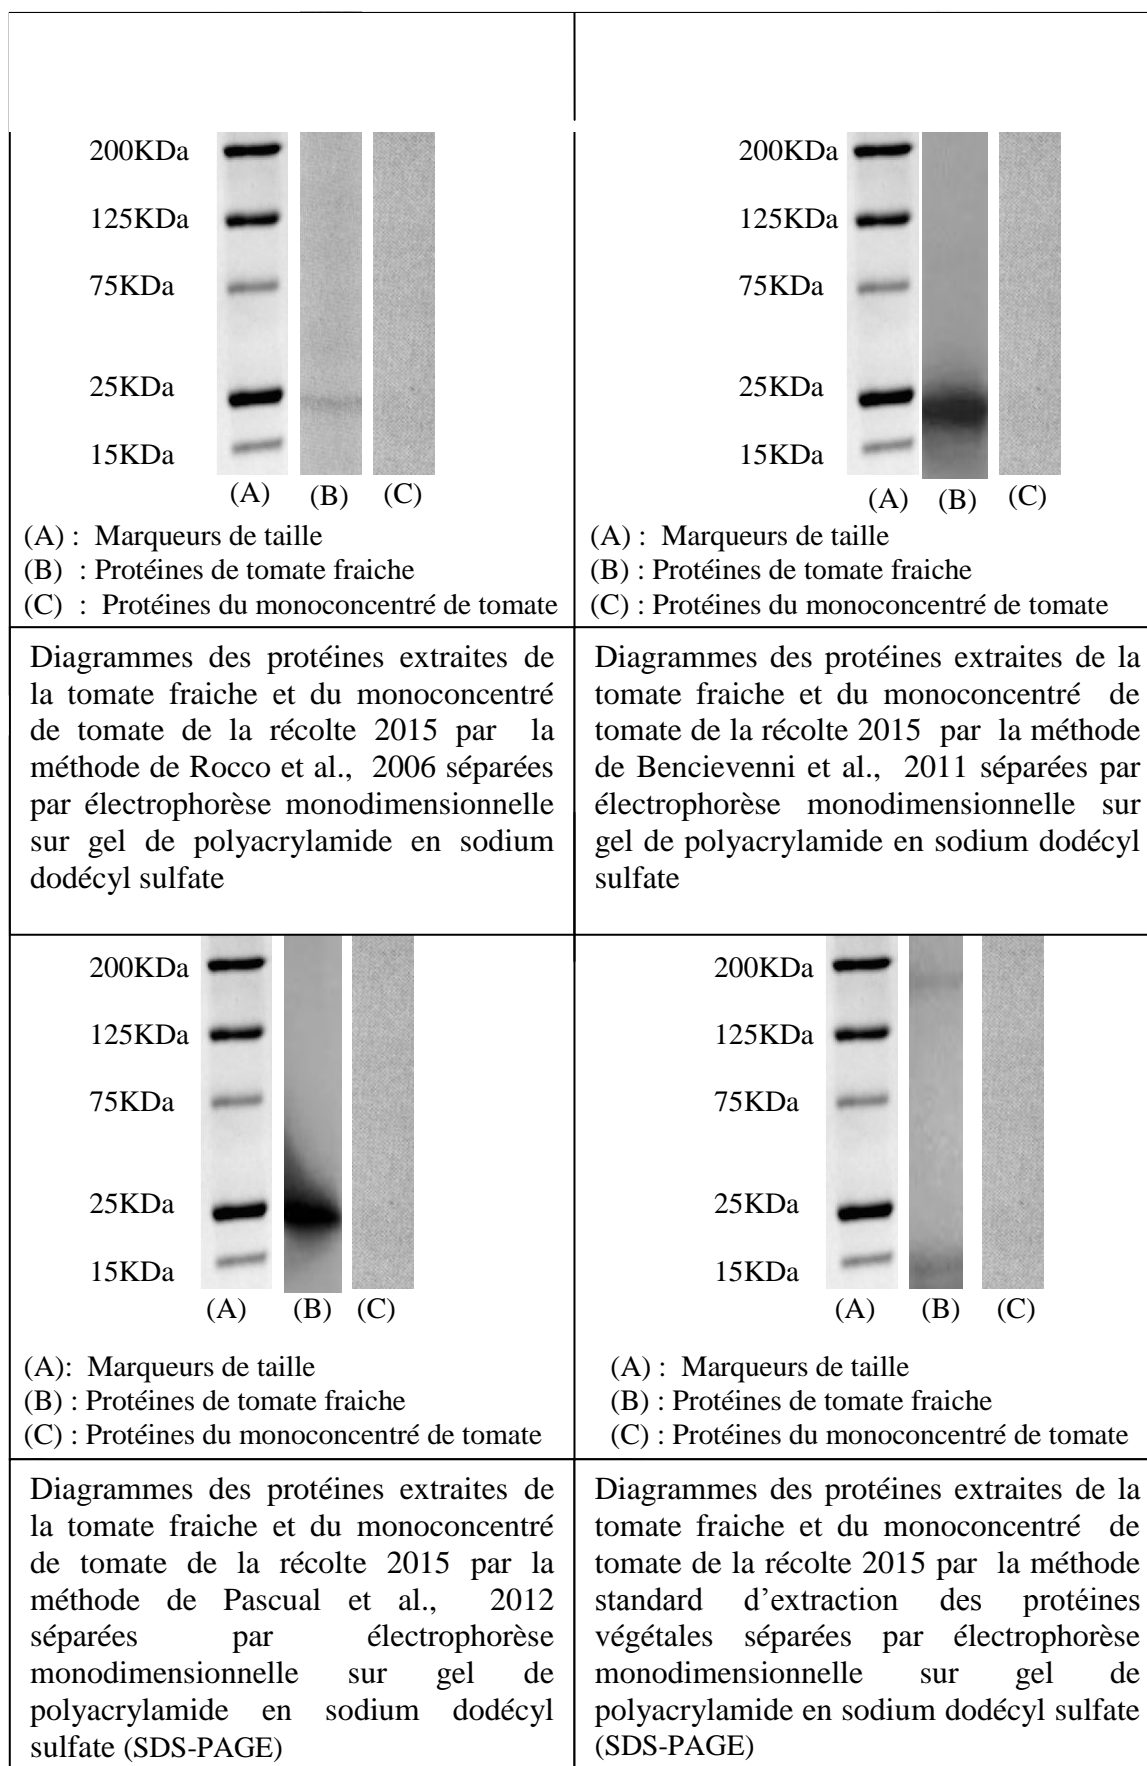 200KDa
125KDa
75KDa
25KDa
15KDa
(A) (B) (C)
(A) : Marqueurs de taille
(B) : Protéines de tomate fraiche
(C) : Protéines du monoconcentré de tomate
200KDa
125KDa
75KDa
25KDa
15KDa
(A) (B) (C)
(A) : Marqueurs de taille
(B) : Protéines de tomate fraiche
(C) : Protéines du monoconcentré de tomate
Diagrammes des protéines extraites de
la tomate fraiche et du monoconcentré
de tomate de la récolte 2015 par la
méthode de Rocco et al., 2006 séparées
par électrophorèse monodimensionnelle
sur gel de polyacrylamide en sodium
dodécyl sulfate
Diagrammes des protéines extraites de la
tomate fraiche et du monoconcentré de
tomate de la récolte 2015 par la méthode
de Bencievenni et al., 2011 séparées par
électrophorèse monodimensionnelle sur
gel de polyacrylamide en sodium dodécyl
sulfate
200KDa
125KDa
75KDa
25KDa
15KDa
(A) (B) (C)
(A): Marqueurs de taille
(B) : Protéines de tomate fraiche
(C) : Protéines du monoconcentré de tomate
200KDa
125KDa
75KDa
25KDa
15KDa
(A) (B) (C)
(A) : Marqueurs de taille
(B) : Protéines de tomate fraiche
(C) : Protéines du monoconcentré de tomate
Diagrammes des protéines extraites de
la tomate fraiche et du monoconcentré
de tomate de la récolte 2015 par la
méthode de Pascual et al., 2012
séparées par électrophorèse
monodimensionnelle sur gel de
polyacrylamide en sodium dodécyl
sulfate (SDS-PAGE)
Diagrammes des protéines extraites de la
tomate fraiche et du monoconcentré de
tomate de la récolte 2015 par la méthode
standard d'extraction des protéines
végétales séparées par électrophorèse
monodimensionnelle sur gel de
polyacrylamide en sodium dodécyl sulfate
(SDS-PAGE)